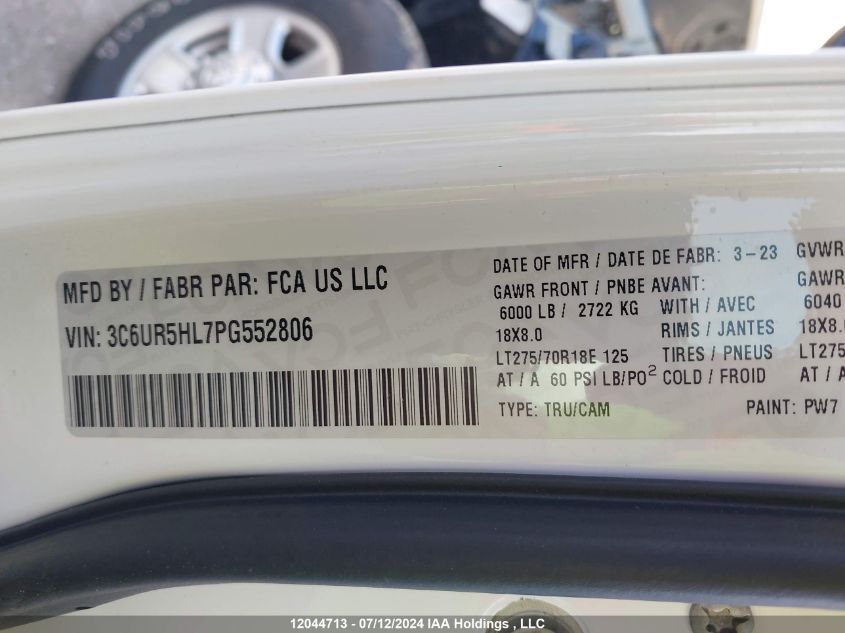 MFD BY / FABR PAR: FCA US LLC
VIN: 3C6UR5HL7PG552806
DATE OF MFR / DATE DE FABR: 3-23 GVWR
GAWR FRONT / PNBE AVANT: GAWR
6000 LB / 2722 KG WITH / AVEC 6040
18X8.0 RIMS / JANTES 18X8.
LT275/70R18E 125 TIRES / PNEUS LT275
AT / A 60 PSI LB/PO² COLD / FROID AT / A
TYPE: TRU/CAM PAINT: PW7
12044713 - 07/12/2024 IAA Holdings , LLC